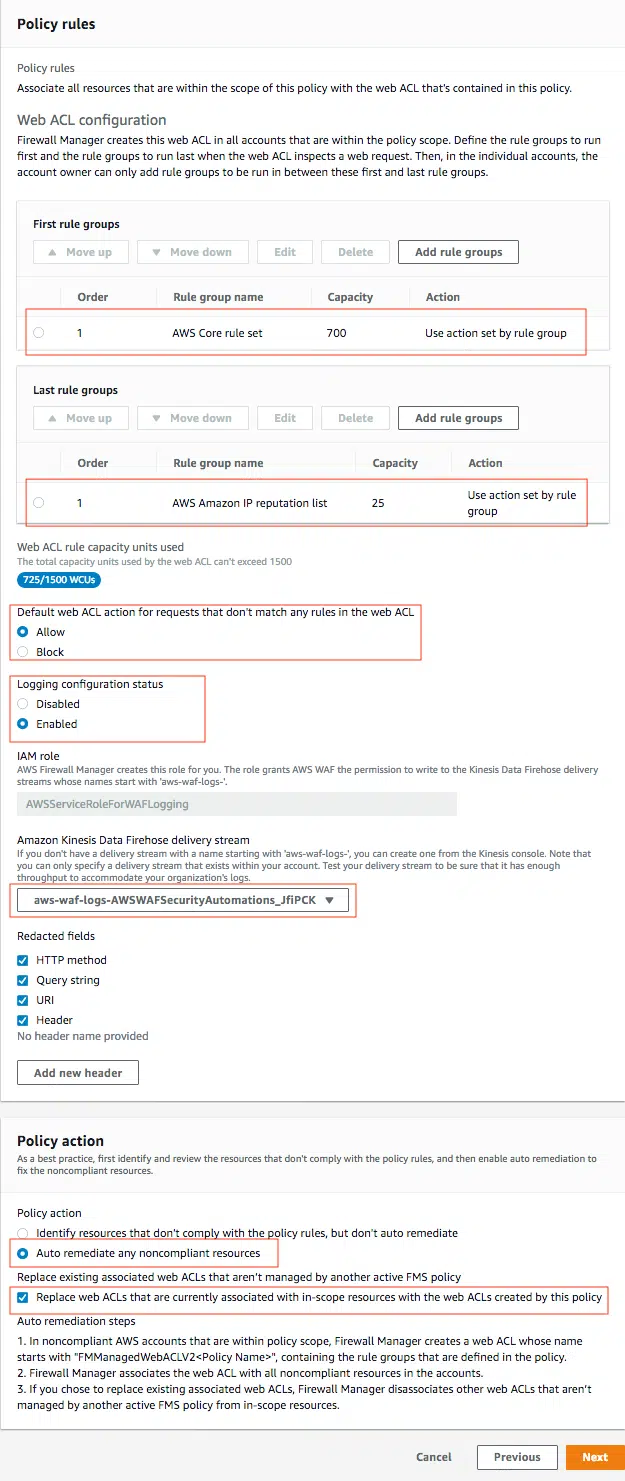 Policy rules
Policy rules
Associate all resources that are within the scope of this policy with the web ACL that's contained in this policy.
Web ACL configuration
Firewall Manager creates this web ACL in all accounts that are within the policy scope. Define the rule groups to run
first and the rule groups to run last when the web ACL inspects a web request. Then, in the individual accounts, the
account owner can only add rule groups to be run in between these first and last rule groups.
First rule groups
▲ Move up ▼ Move down Edit Delete Add rule groups
Order Rule group name Capacity Action
1 AWS Core rule set 700 Use action set by rule group
Last rule groups
▲ Move up ▼ Move down Edit Delete Add rule groups
Order Rule group name Capacity Action
1 AWS Amazon IP reputation list 25 Use action set by rule
group
Web ACL rule capacity units used
The total capacity units used by the web ACL can't exceed 1500
725/1500 WCUs
Default web ACL action for requests that don't match any rules in the web ACL
Allow
Block
Logging configuration status
Disabled
Enabled
IAM role
AWS Firewall Manager creates this role for you. The role grants AWS WAF the permission to write to the Kinesis Data Firehose delivery
streams whose names start with 'aws-waf-logs-'.
AWSServiceRoleForWAFLogging
Amazon Kinesis Data Firehose delivery stream
If you don't have a delivery stream with a name starting with 'aws-waf-logs-', you can create one from the Kinesis console. Note that
you can only specify a delivery stream that exists within your account. Test your delivery stream to be sure that it has enough
throughput to accommodate your organization's logs.
aws-waf-logs-AWSWAFSecurityAutomations_JfiPCK ▼
Redacted fields
HTTP method
Query string
URI
Header
No header name provided
Add new header
Policy action
As a best practice, first identify and review the resources that don't comply with the policy rules, and then enable auto remediation to
fix the noncompliant resources.
Policy action
Identify resources that don't comply with the policy rules, but don't auto remediate
Auto remediate any noncompliant resources
Replace existing associated web ACLs that aren't managed by another active FMS policy
Replace web ACLs that are currently associated with in-scope resources with the web ACLs created by this policy
Auto remediation steps
1. In noncompliant AWS accounts that are within policy scope, Firewall Manager creates a web ACL whose name
starts with "FMManagedWebACLV2<Policy Name>", containing the rule groups that are defined in the policy.
2. Firewall Manager associates the web ACL with all noncompliant resources in the accounts.
3. If you chose to replace existing associated web ACLs, Firewall Manager disassociates other web ACLs that aren't
managed by another active FMS policy from in-scope resources.
Cancel Previous Next